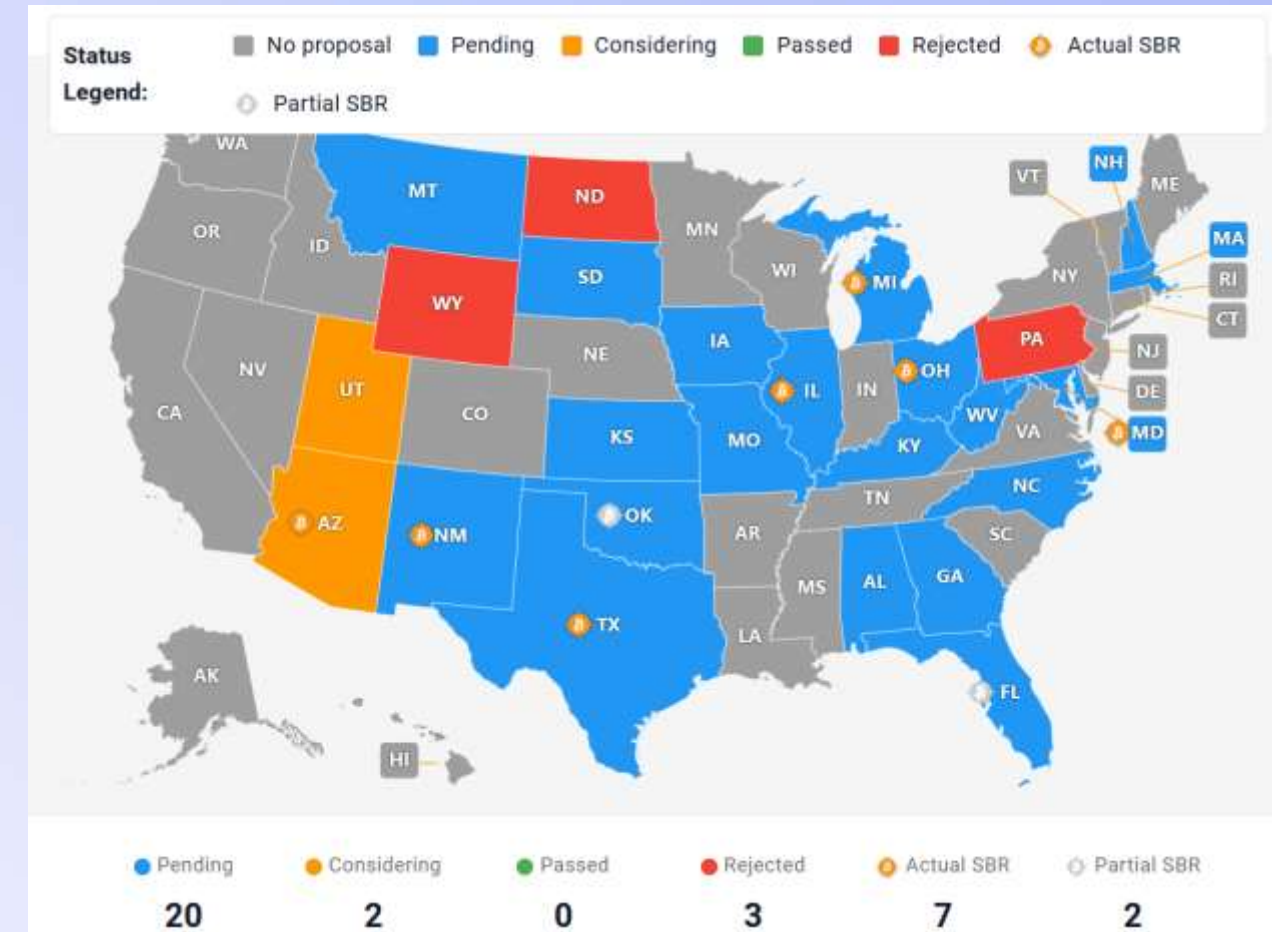 Status Legend:
No proposal
Pending
Considering
Passed
Rejected
Actual SBR
Partial SBR
WA
MT
ND
MN
VT
NH
ME
OR
ID
SD
WI
MI
NY
MA
RI
CT
WY
IA
PA
NJ
NE
NV
UT
CO
IL
IN
OH
DE
CA
KS
MO
WV
VA
MD
KY
NC
TN
AZ
NM
OK
AR
SC
MS
AL
GA
TX
LA
AK
FL
HI
Pending
Considering
Passed
Rejected
Actual SBR
Partial SBR
20
2
0
3
7
2